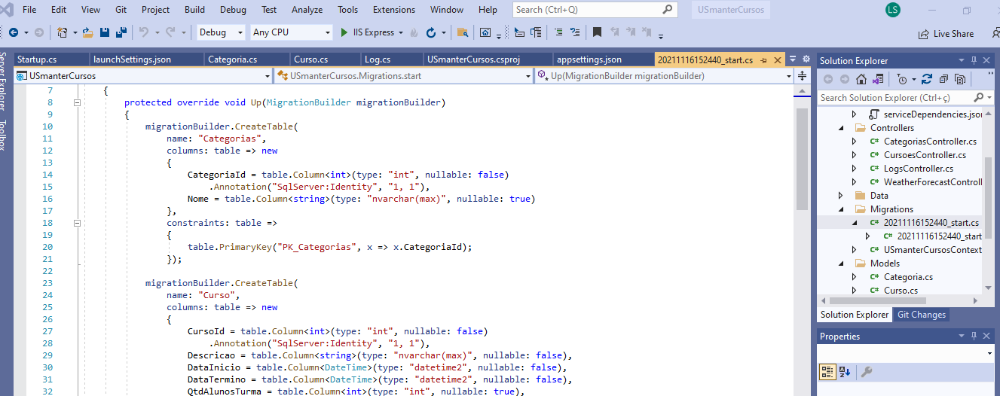 File Edit View Git Project Build Debug Test Analyze Tools Extensions Window Help Search (Ctrl+Q) USmanterCursos LS
Debug Any CPU IIS Express Live Share
Server Explorer
Toolbox
Startup.cs launchSettings.json Categoria.cs Curso.cs Log.cs USmanterCursos.csproj appsettings.json 20211116152440_start.cs
USmanterCursos USmanterCursos.Migrations.start Up(MigrationBuilder migrationBuilder)
7 {
8 protected override void Up(MigrationBuilder migrationBuilder)
9 {
10 migrationBuilder.CreateTable(
11 name: "Categorias",
12 columns: table => new
13 {
14 CategoriaId = table.Column<int>(type: "int", nullable: false)
15 .Annotation("SqlServer:Identity", "1, 1"),
16 Nome = table.Column<string>(type: "nvarchar(max)", nullable: true)
17 },
18 constraints: table =>
19 {
20 table.PrimaryKey("PK_Categorias", x => x.CategoriaId);
21 });
22
23 migrationBuilder.CreateTable(
24 name: "Curso",
25 columns: table => new
26 {
27 CursoId = table.Column<int>(type: "int", nullable: false)
28 .Annotation("SqlServer:Identity", "1, 1"),
29 Descricao = table.Column<string>(type: "nvarchar(max)", nullable: false),
30 DataInicio = table.Column<DateTime>(type: "datetime2", nullable: false),
31 DataTermino = table.Column<DateTime>(type: "datetime2", nullable: false),
32 QtdAlunosTurma = table.Column<int>(type: "int", nullable: true),
Solution Explorer
Search Solution Explorer (Ctrl+ç)
serviceDependencies.json
Controllers
C# CategoriasController.cs
C# CursoesController.cs
C# LogsController.cs
C# WeatherForecastControll
Data
Migrations
C# 20211116152440_start.cs
C# 20211116152440_start
C# USmanterCursosContext
Models
C# Categoria.cs
C# Curso.cs
Solution Explorer Git Changes
Properties